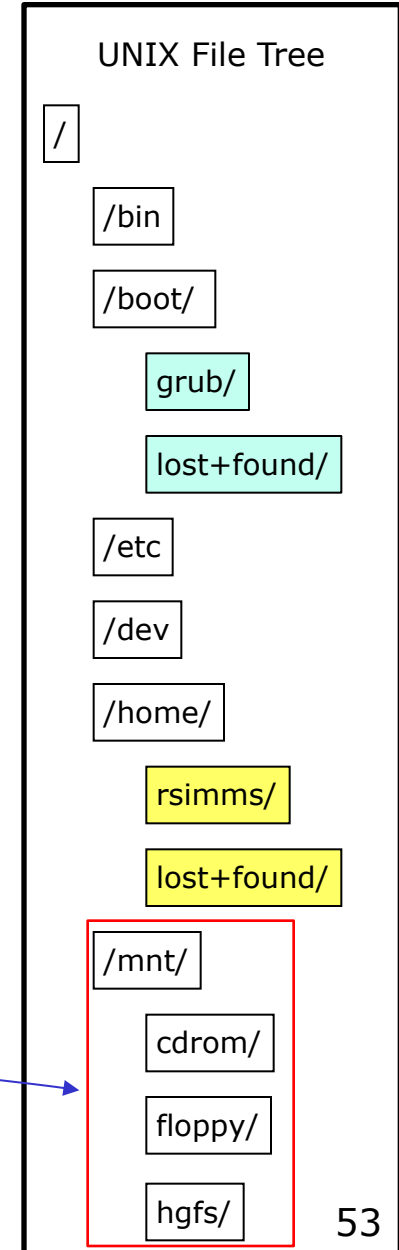 UNIX File Tree
/
/bin
/boot/
grub/
lost+found/
/etc
/dev
/home/
rsimms/
lost+found/
/mnt/
cdrom/
floppy/
hgfs/
53